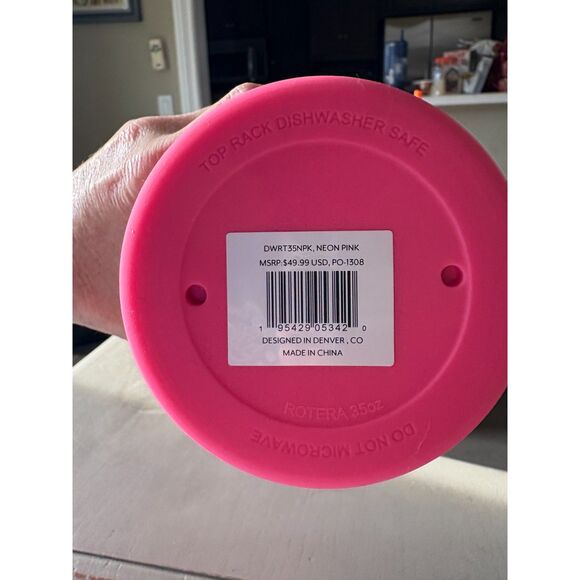 TOP RACK DISHWASHER SAFE
DWRT35NPK, NEON PINK
MSRP:$49.99 USD, PO-1308
1 95429 05342 0
DESIGNED IN DENVER , CO
MADE IN CHINA
ROTERA 35oz
DO NOT MICROWAVE